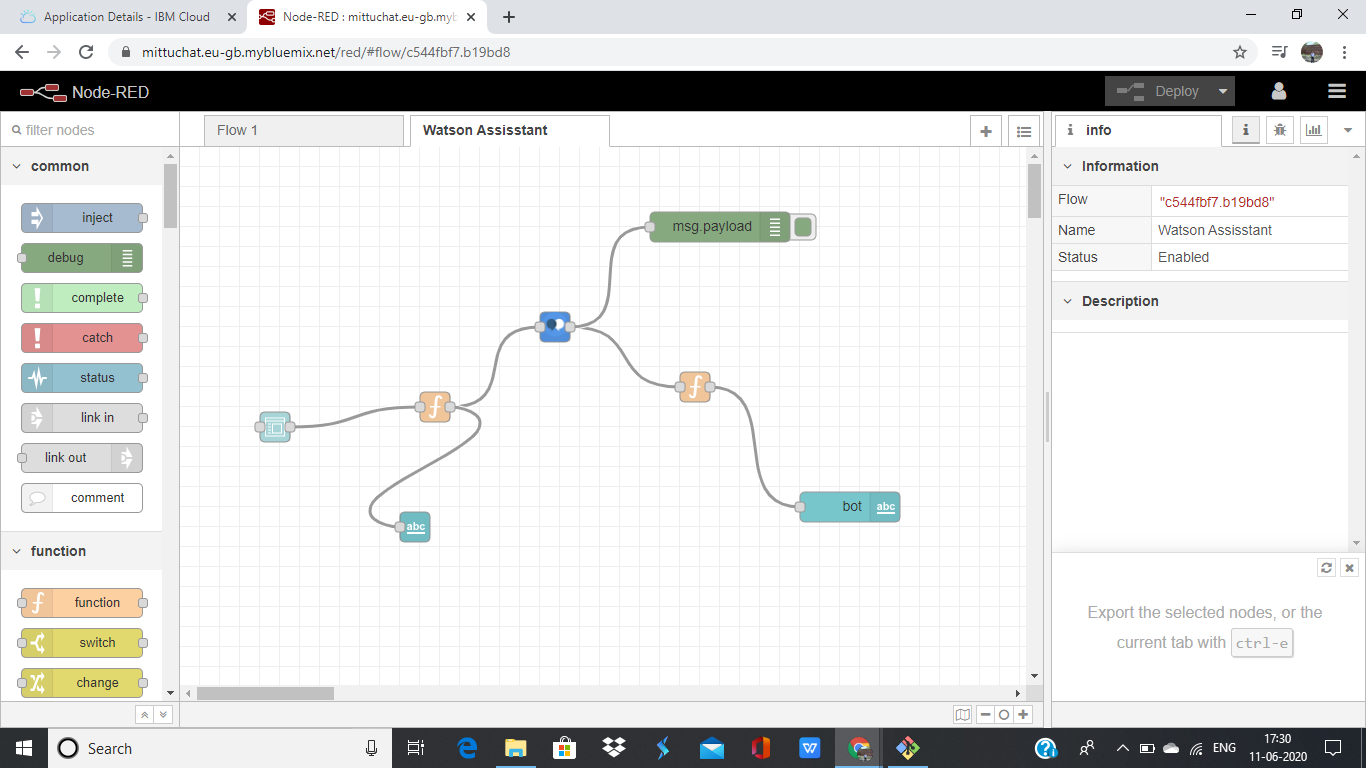 Application Details - IBM Cloud
Node-RED : mittuchat.eu-gb.myb
mittuchat.eu-gb.mybluemix.net/red/#flow/c544fbf7.b19bd8
Node-RED
Deploy
filter nodes
Flow 1
Watson Assisstant
info
common
inject
debug
complete
catch
status
link in
link out
comment
function
function
switch
change
msg.payload
abc
bot
abc
Information
Flow
"c544fbf7.b19bd8"
Name
Watson Assisstant
Status
Enabled
Description
Export the selected nodes, or the
current tab with ctrl-e
Search
ENG
17:30
11-06-2020